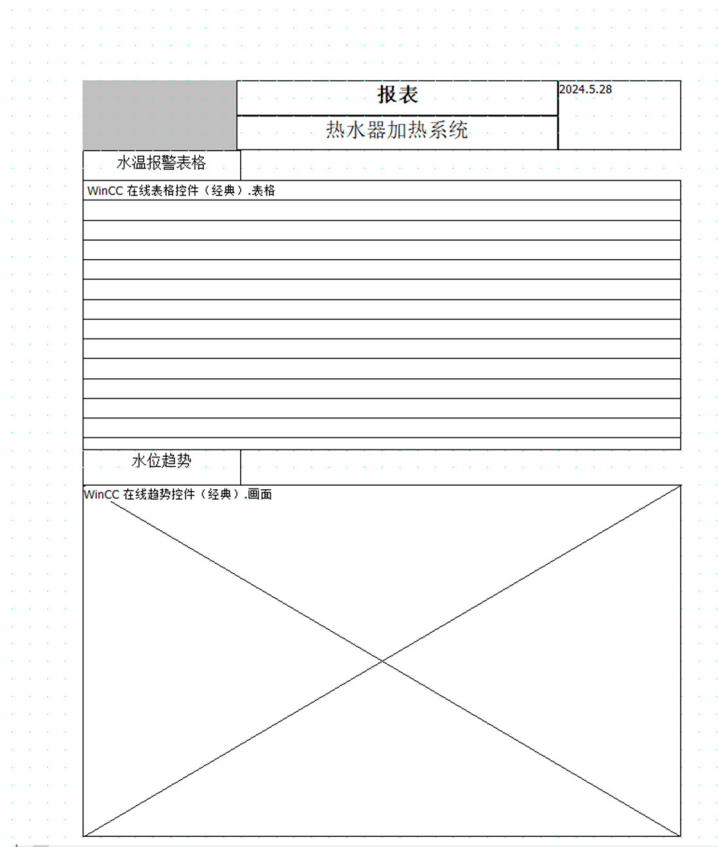 报表
2024.5.28
热水器加热系统
水温报警表格
WinCC 在线表格控件（经典）.表格
水位趋势
WinCC 在线趋势控件（经典）.画面